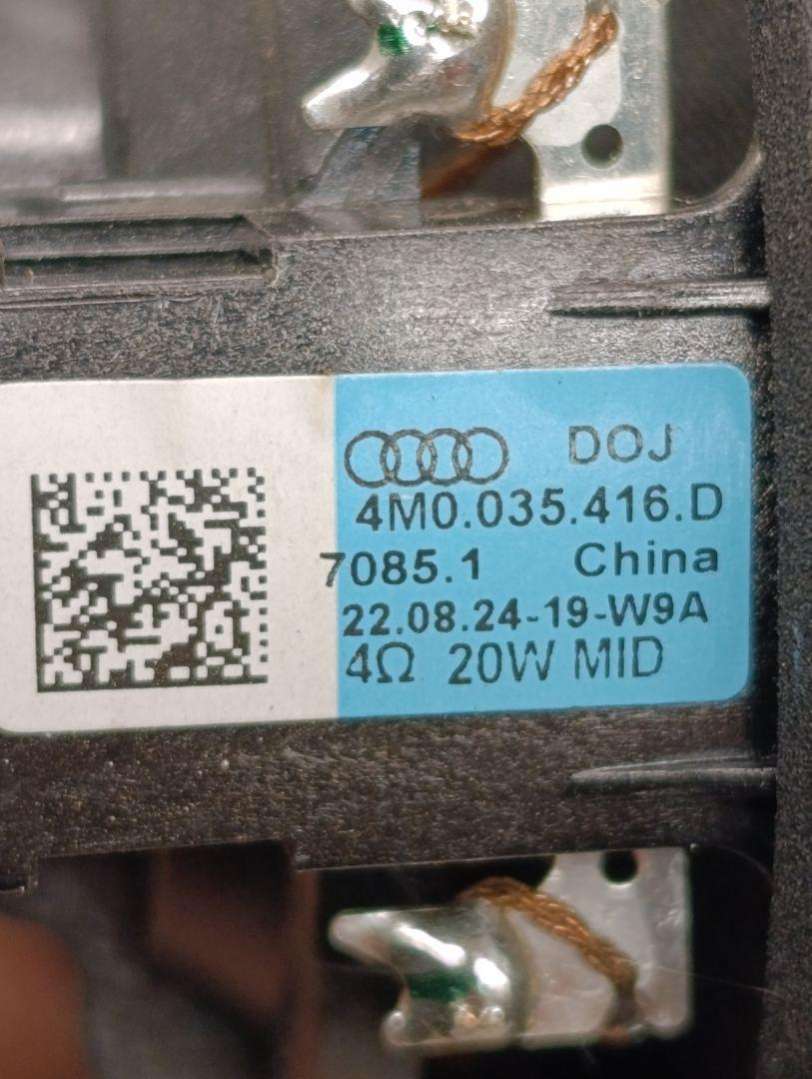 DOJ
4M0.035.416.D
7085.1 China
22.08.24-19-W9A
4Ω 20W MID